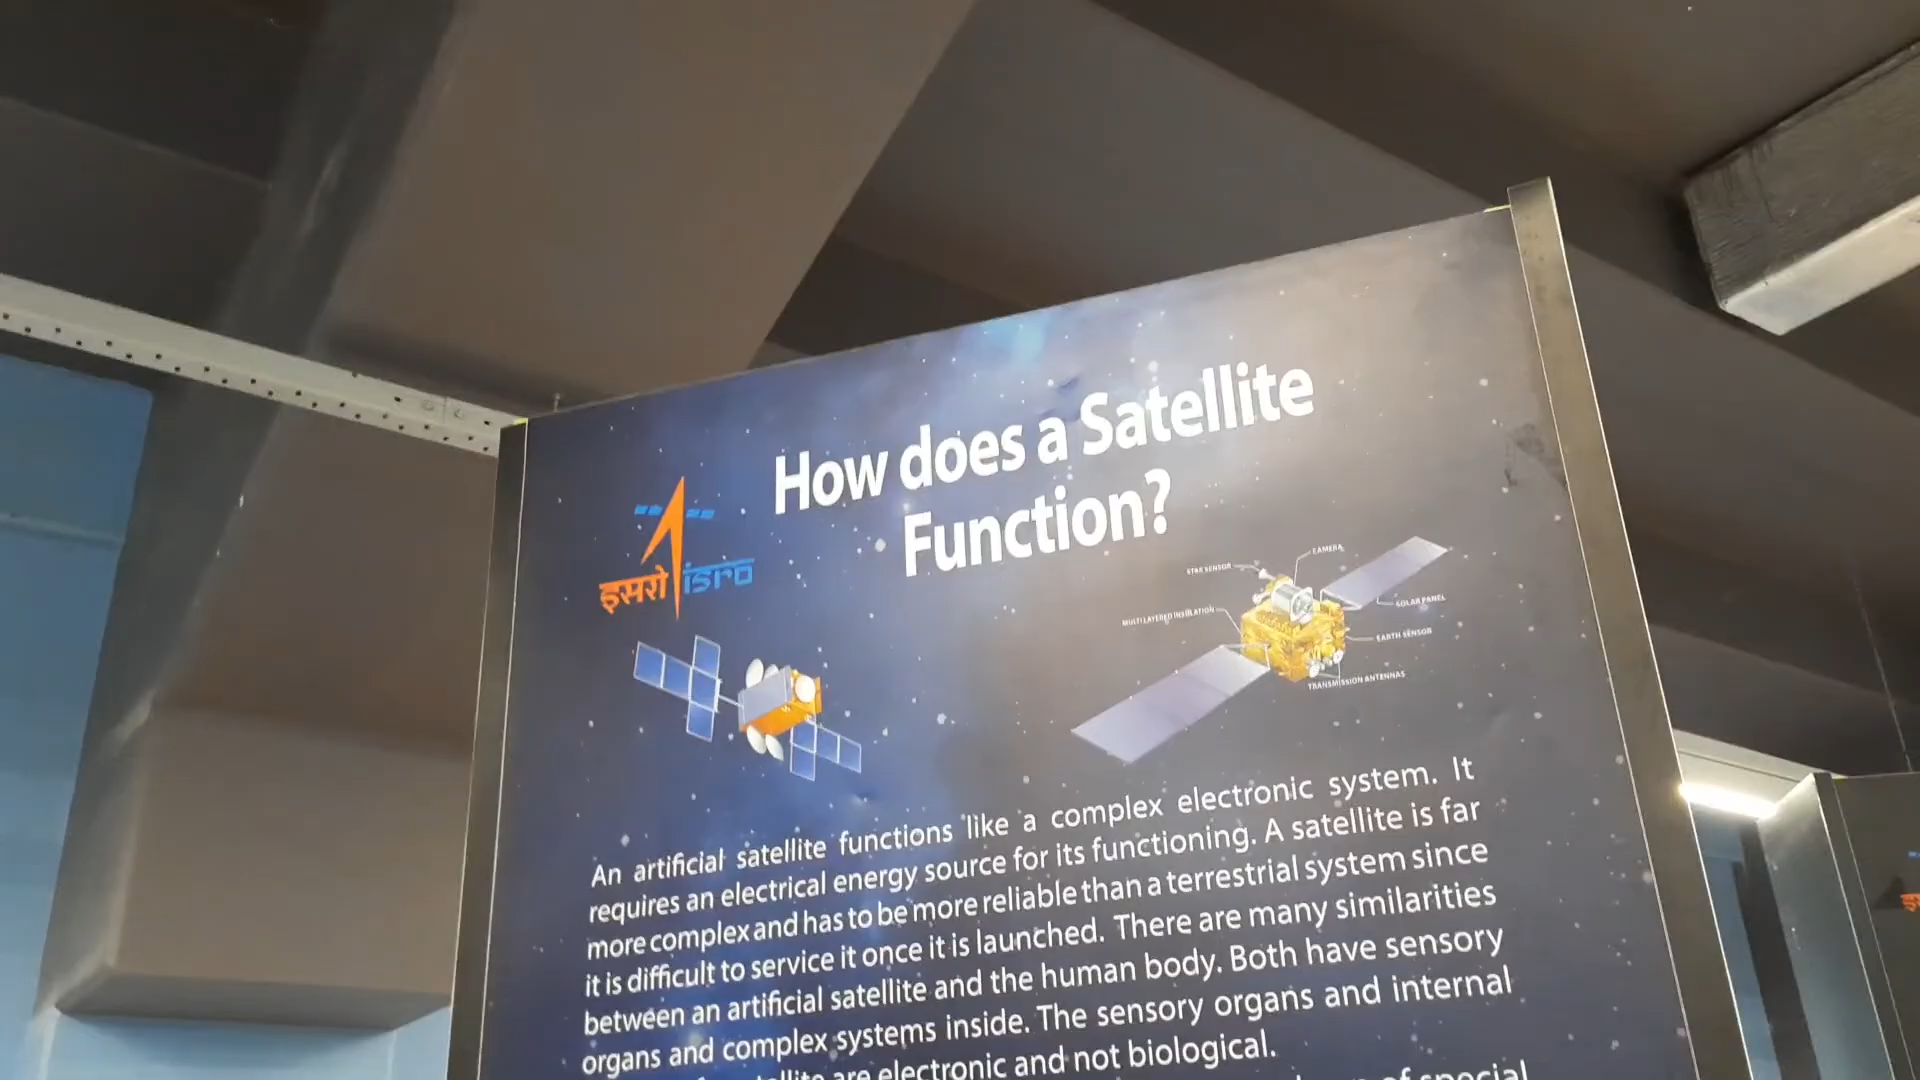 How does a Satellite
Function?
इसरो isro
CAMERA
STAR SENSOR
SOLAR PANEL
MULTI LAYERED INSULATION
EARTH SENSOR
TRANSMISSION ANTENNAS
An artificial satellite functions like a complex electronic system. It
requires an electrical energy source for its functioning. A satellite is far
more complex and has to be more reliable than a terrestrial system since
it is difficult to service it once it is launched. There are many similarities
between an artificial satellite and the human body. Both have sensory
organs and complex systems inside. The sensory organs and internal
are electronic and not biological.
of special